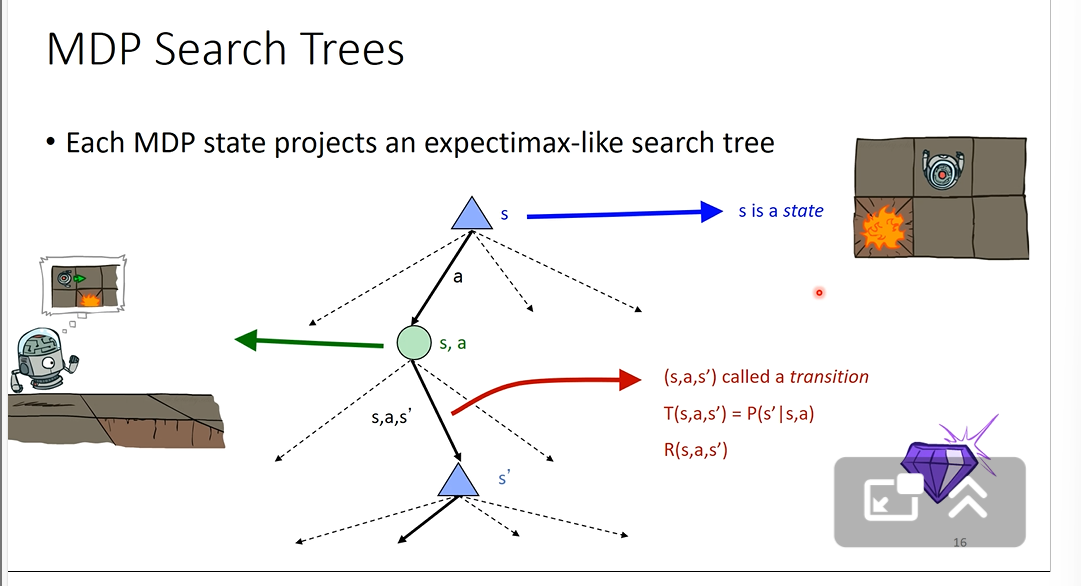 MDP Search Trees
• Each MDP state projects an expectimax-like search tree
s
s is a state
a
s, a
(s,a,s’) called a transition
s,a,s’
T(s,a,s’) = P(s’|s,a)
R(s,a,s’)
s’
16